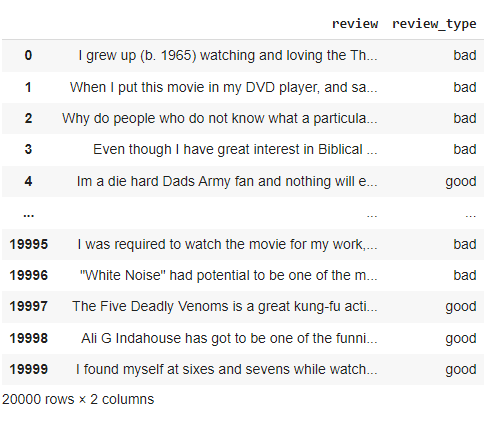 review review_type
0 I grew up (b. 1965) watching and loving the Th... bad
1 When I put this movie in my DVD player, and sa... bad
2 Why do people who do not know what a particula... bad
3 Even though I have great interest in Biblical ... bad
4 Im a die hard Dads Army fan and nothing will e... good
... ... ...
19995 I was required to watch the movie for my work,... bad
19996 "White Noise" had potential to be one of the m... bad
19997 The Five Deadly Venoms is a great kung-fu acti... good
19998 Ali G Indahouse has got to be one of the funni... good
19999 I found myself at sixes and sevens while watch... good
20000 rows × 2 columns